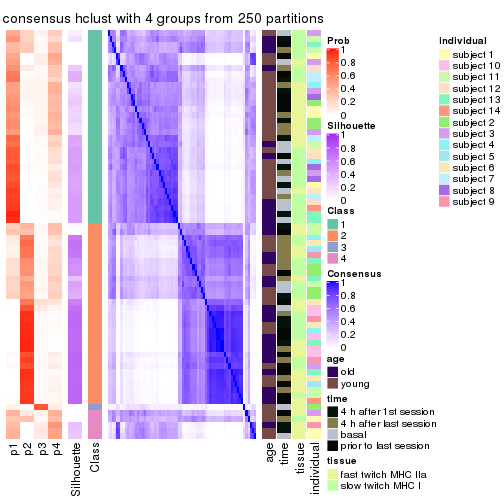 consensus hclust with 4 groups from 250 partitions
Prob
1
0.8
0.6
0.4
0.2
0
Silhouette
1
0.8
0.6
0.4
0.2
0
Class
1
2
3
4
Consensus
1
0.8
0.6
0.4
0.2
0
age
old
young
time
4 h after 1st session
4 h after last session
basal
prior to last session
tissue
fast twitch MHC IIa
slow twitch MHC I
individual
subject 1
subject 10
subject 11
subject 12
subject 13
subject 14
subject 2
subject 3
subject 4
subject 5
subject 6
subject 7
subject 8
subject 9
p1
p2
p3
p4
Silhouette
Class
age
time
tissue
individual